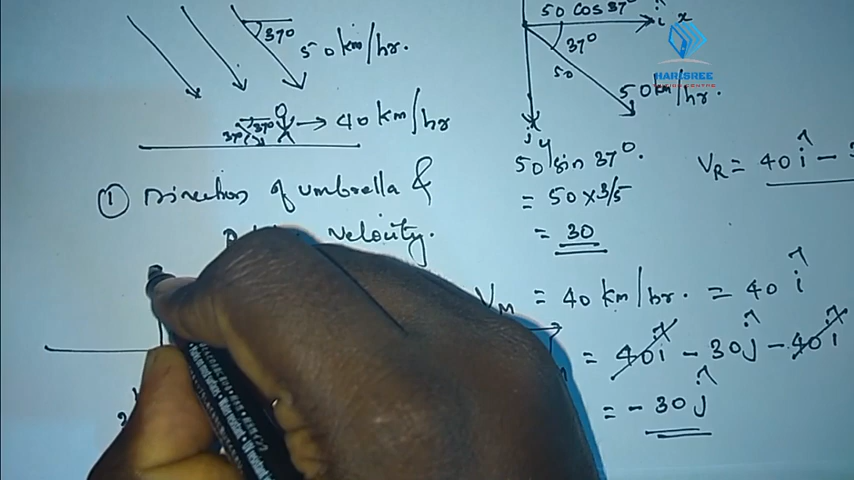 37° 50 km/hr.
37° 37° → 40 km/hr
① Direction of umbrella &
velocity.
50 cos 37° î x
37°
50
50 km/hr.
HARISREE
j y
50 sin 37°.
= 50 × 3/5
= 30
V_R = 40 î −
V_M = 40 km/hr. = 40 î
= 40î − 30ĵ − 40î
= − 30 ĵ